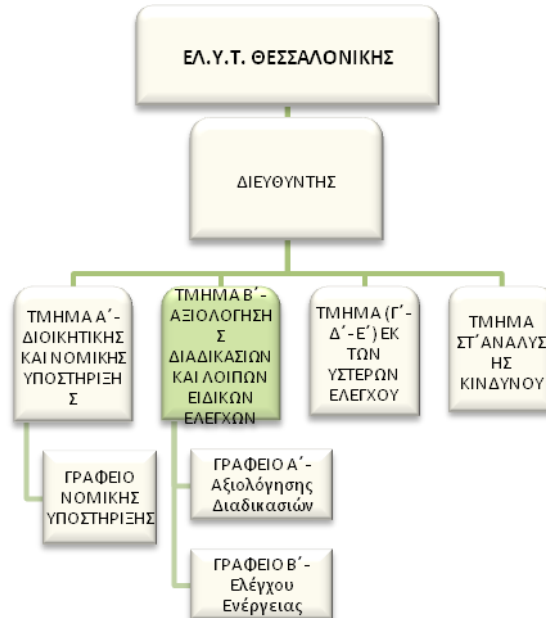 ΕΛ.Υ.Τ. ΘΕΣΣΑΛΟΝΙΚΗΣ
ΔΙΕΥΘΥΝΤΗΣ
ΤΜΗΜΑ Α΄-
ΔΙΟΙΚΗΤΙΚΗΣ
ΚΑΙ ΝΟΜΙΚΗΣ
ΥΠΟΣΤΗΡΙΞΗ
Σ
ΤΜΗΜΑ Β΄-
ΑΞΙΟΛΟΓΗΣΗ
Σ
ΔΙΑΔΙΚΑΣΙΩΝ
ΚΑΙ ΛΟΙΠΩΝ
ΕΙΔΙΚΩΝ
ΕΛΕΓΧΩΝ
ΤΜΗΜΑ (Γ΄-
Δ΄-Ε΄) ΕΚ
ΤΩΝ
ΥΣΤΕΡΩΝ
ΕΛΕΓΧΟΥ
ΤΜΗΜΑ
ΣΤ΄ΑΝΑΛΥΣ
ΗΣ
ΚΙΝΔΥΝΟΥ
ΓΡΑΦΕΙΟ
ΝΟΜΙΚΗΣ
ΥΠΟΣΤΗΡΙΞΗΣ
ΓΡΑΦΕΙΟ Α΄-
Αξιολόγησης
Διαδικασιών
ΓΡΑΦΕΙΟ Β΄-
Ελέγχου
Ενέργειας